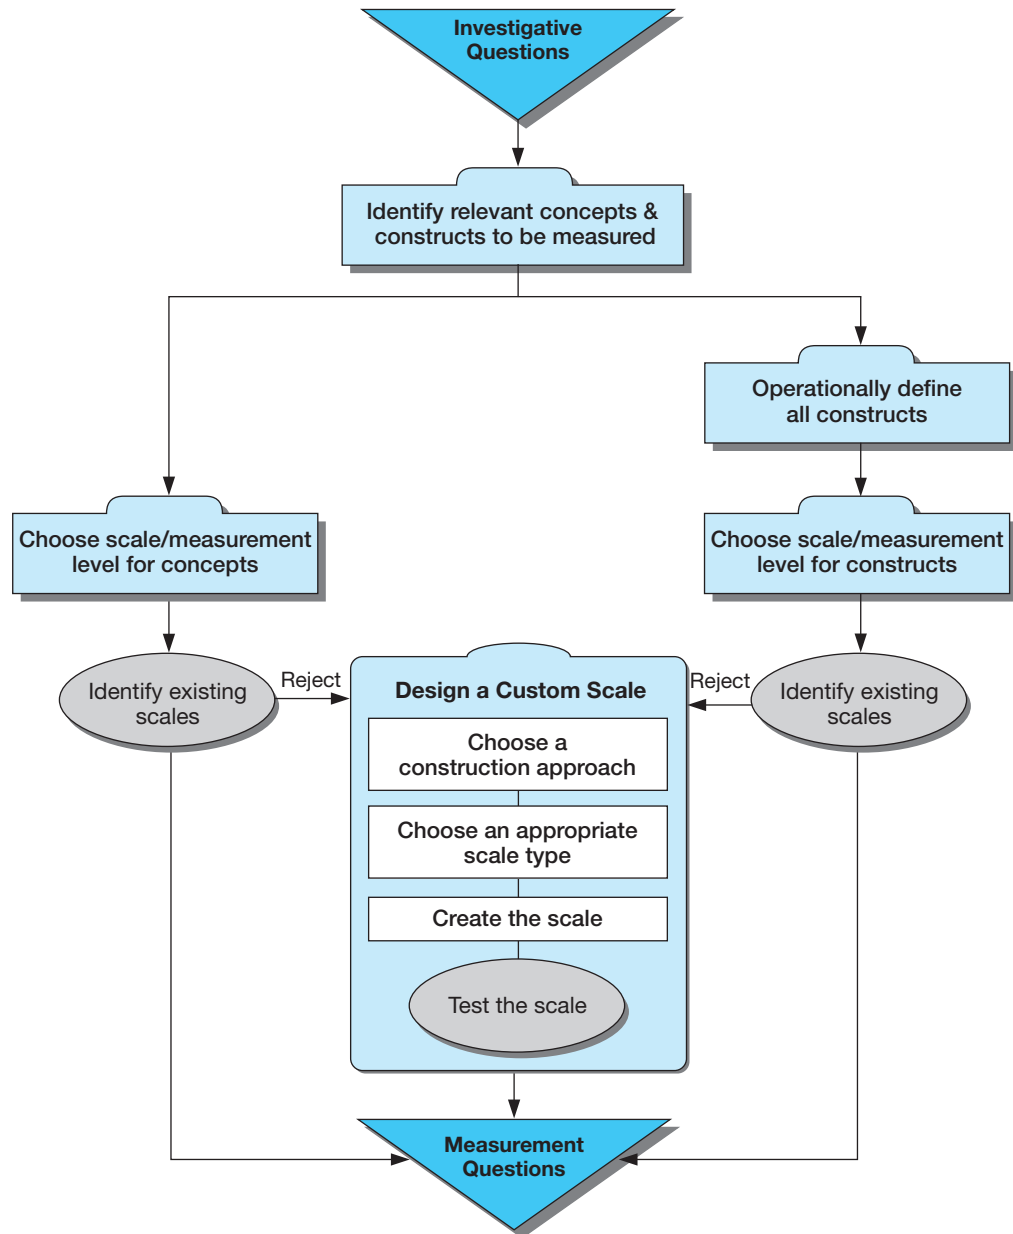 Investigative
Questions
Identify relevant concepts &
constructs to be measured
Operationally define
all constructs
Choose scale/measurement
level for concepts
Choose scale/measurement
level for constructs
Identify existing
scales
Reject
Design a Custom Scale
Reject
Identify existing
scales
Choose a
construction approach
Choose an appropriate
scale type
Create the scale
Test the scale
Measurement
Questions